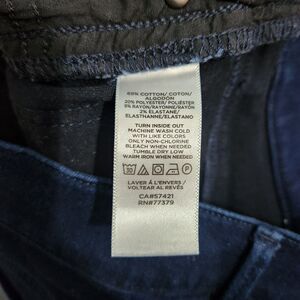 69% COTTON/ COTON/
ALGODÓN
20% POLYESTER/ POLIÉSTER
9% RAYON/RAYONNE/RAYÓN
2% ELASTANE/
ELASTHANNE/ELASTANO
TURN INSIDE OUT
MACHINE WASH COLD
WITH LIKE COLORS
ONLY NON-CHLORINE
BLEACH WHEN NEEDED
TUMBLE DRY LOW
WARM IRON WHEN NEEDED
LAVER À L'ENVERS /
VOLTEAR AL REVÉS
CA#57421
RN#77379